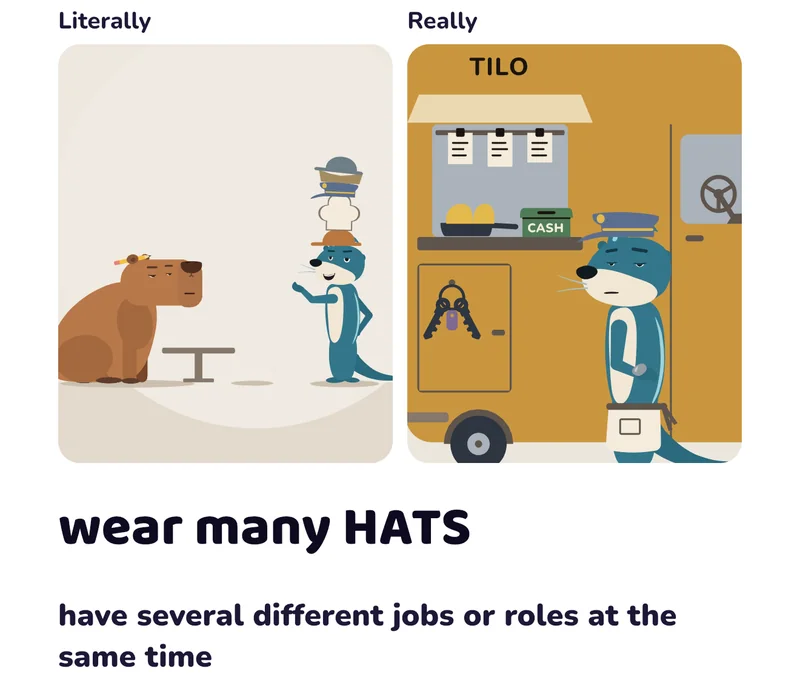 Literally
Really
TILO
CASH
wear many HATS
have several different jobs or roles at the
same time